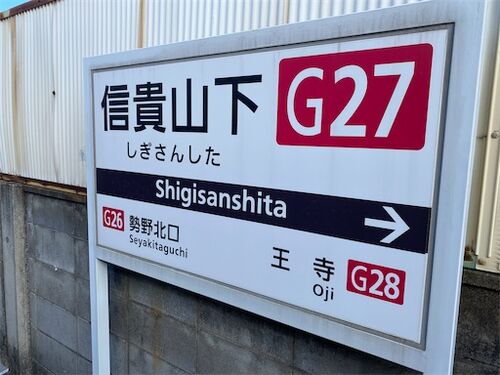 信貴山下 G27
しぎさんした
Shigisanshita →
G26 勢野北口
Seyakitaguchi
王寺 G28
Oji